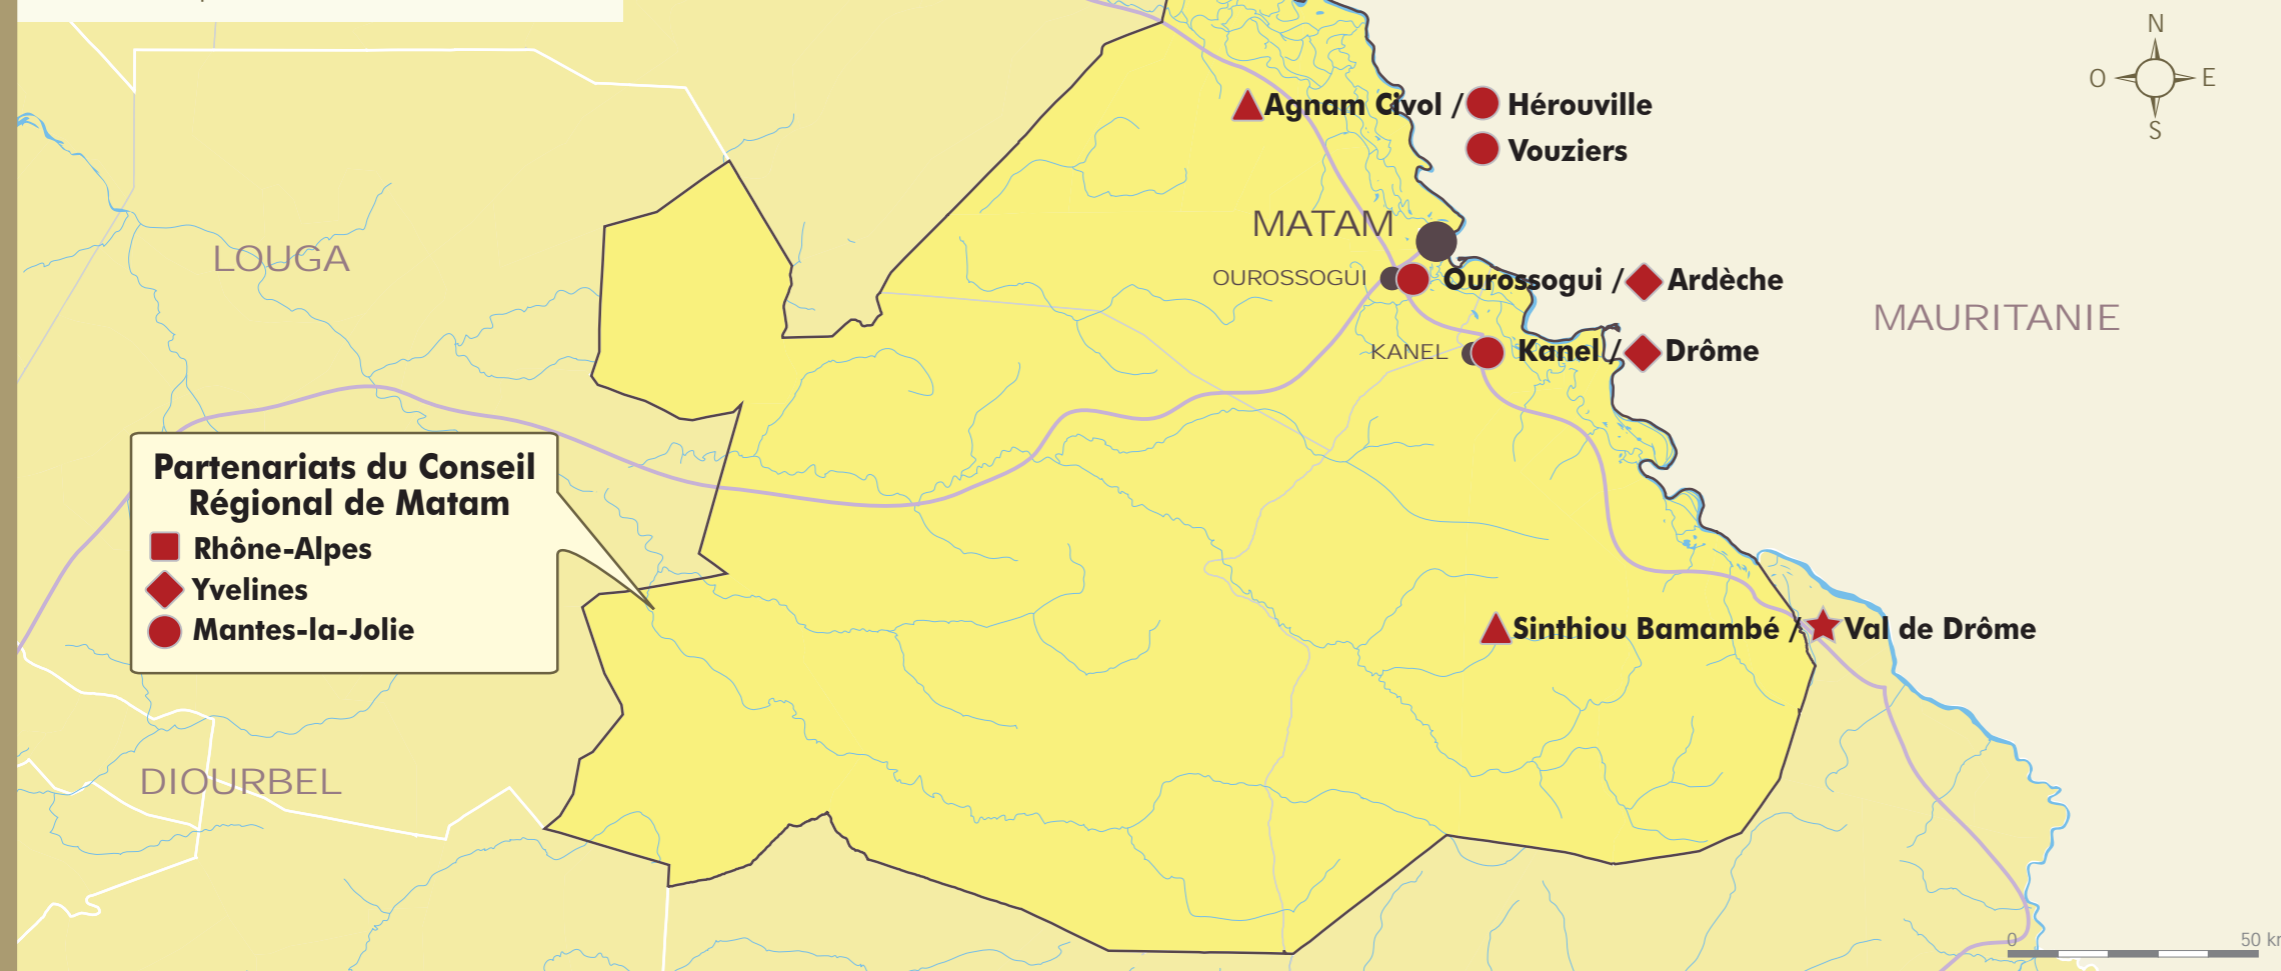 N
O E
S
Agnam Civol / Hérouville
Vouziers
MATAM
LOUGA
OUROSSOGUI
Ourossogui / Ardèche
MAURITANIE
KANEL
Kanel / Drôme
Partenariats du Conseil
Régional de Matam
Rhône-Alpes
Yvelines
Mantes-la-Jolie
Sinthiou Bamambé / Val de Drôme
DIOURBEL
0 50 km